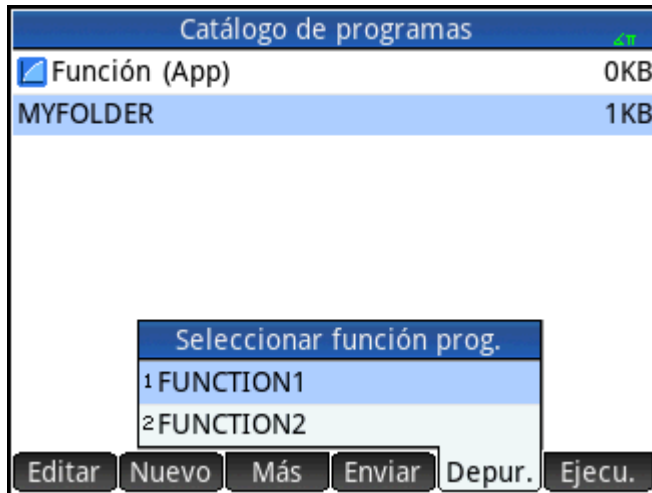 Catálogo de programas
∡π
Función (App) 0KB
MYFOLDER 1KB
Seleccionar función prog.
1 FUNCTION1
2 FUNCTION2
Editar Nuevo Más Enviar Depur. Ejecu.